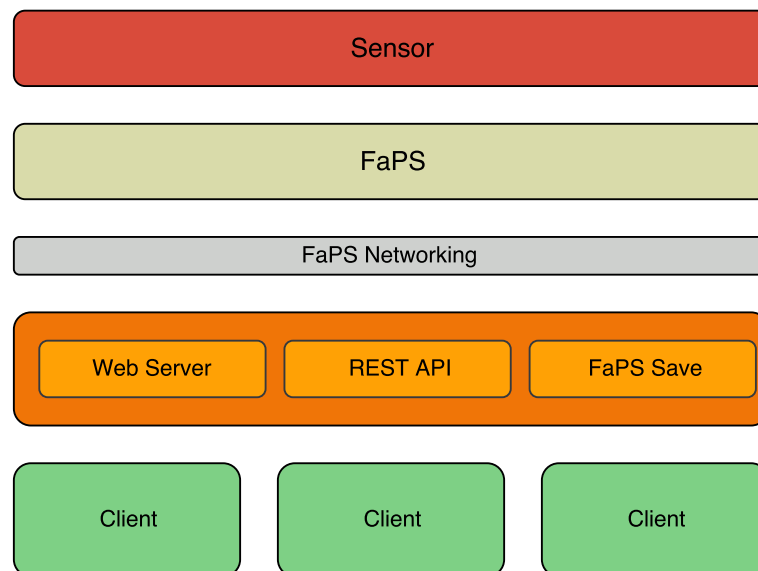 Sensor
FaPS
FaPS Networking
Web Server
REST API
FaPS Save
Client
Client
Client